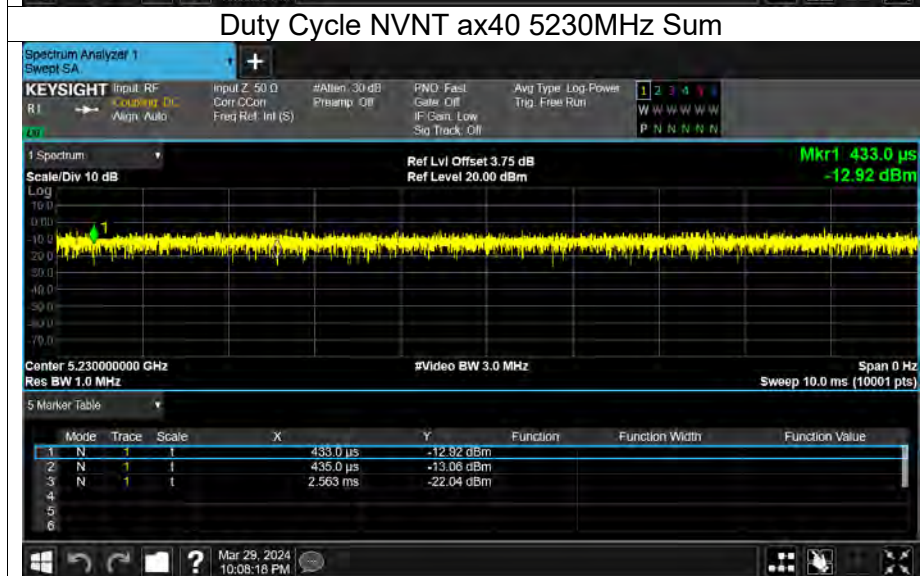 Duty Cycle NVNT ax40 5230MHz Sum
Spectrum Analyzer 1
Swept SA
+
KEYSIGHT Input: RF Input Z: 50 Ω #Atten: 30 dB PNO: Fast Avg Type: Log-Power 1 2 3 4 5 6
Coupling: DC Corr CCorr Preamp: Off Gate: Off Trig: Free Run W W W W W W
Align: Auto Freq Ref: Int (S) IF Gain: Low
Sig Track: Off P N N N N N
1 Spectrum
Ref Lvl Offset 3.75 dB Mkr1 433.0 µs
Scale/Div 10 dB Ref Level 20.00 dBm -12.92 dBm
Log
10.0
0.00
-10.0
-20.0
-30.0
-40.0
-50.0
-60.0
-70.0
1
Center 5.230000000 GHz #Video BW 3.0 MHz Span 0 Hz
Res BW 1.0 MHz Sweep 10.0 ms (10001 pts)
5 Marker Table
Mode Trace Scale X Y Function Function Width Function Value
1 N 1 t 433.0 µs -12.92 dBm
2 N 1 t 435.0 µs -13.06 dBm
3 N 1 t 2.563 ms -22.04 dBm
4
5
6
? Mar 29, 2024
10:08:18 PM